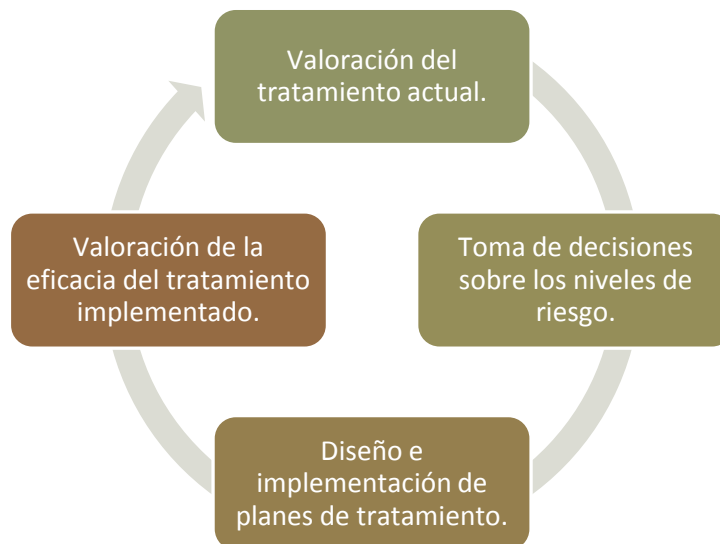 Valoración del
tratamiento actual.
Toma de decisiones
sobre los niveles de
riesgo.
Diseño e
implementación de
planes de tratamiento.
Valoración de la
eficacia del tratamiento
implementado.